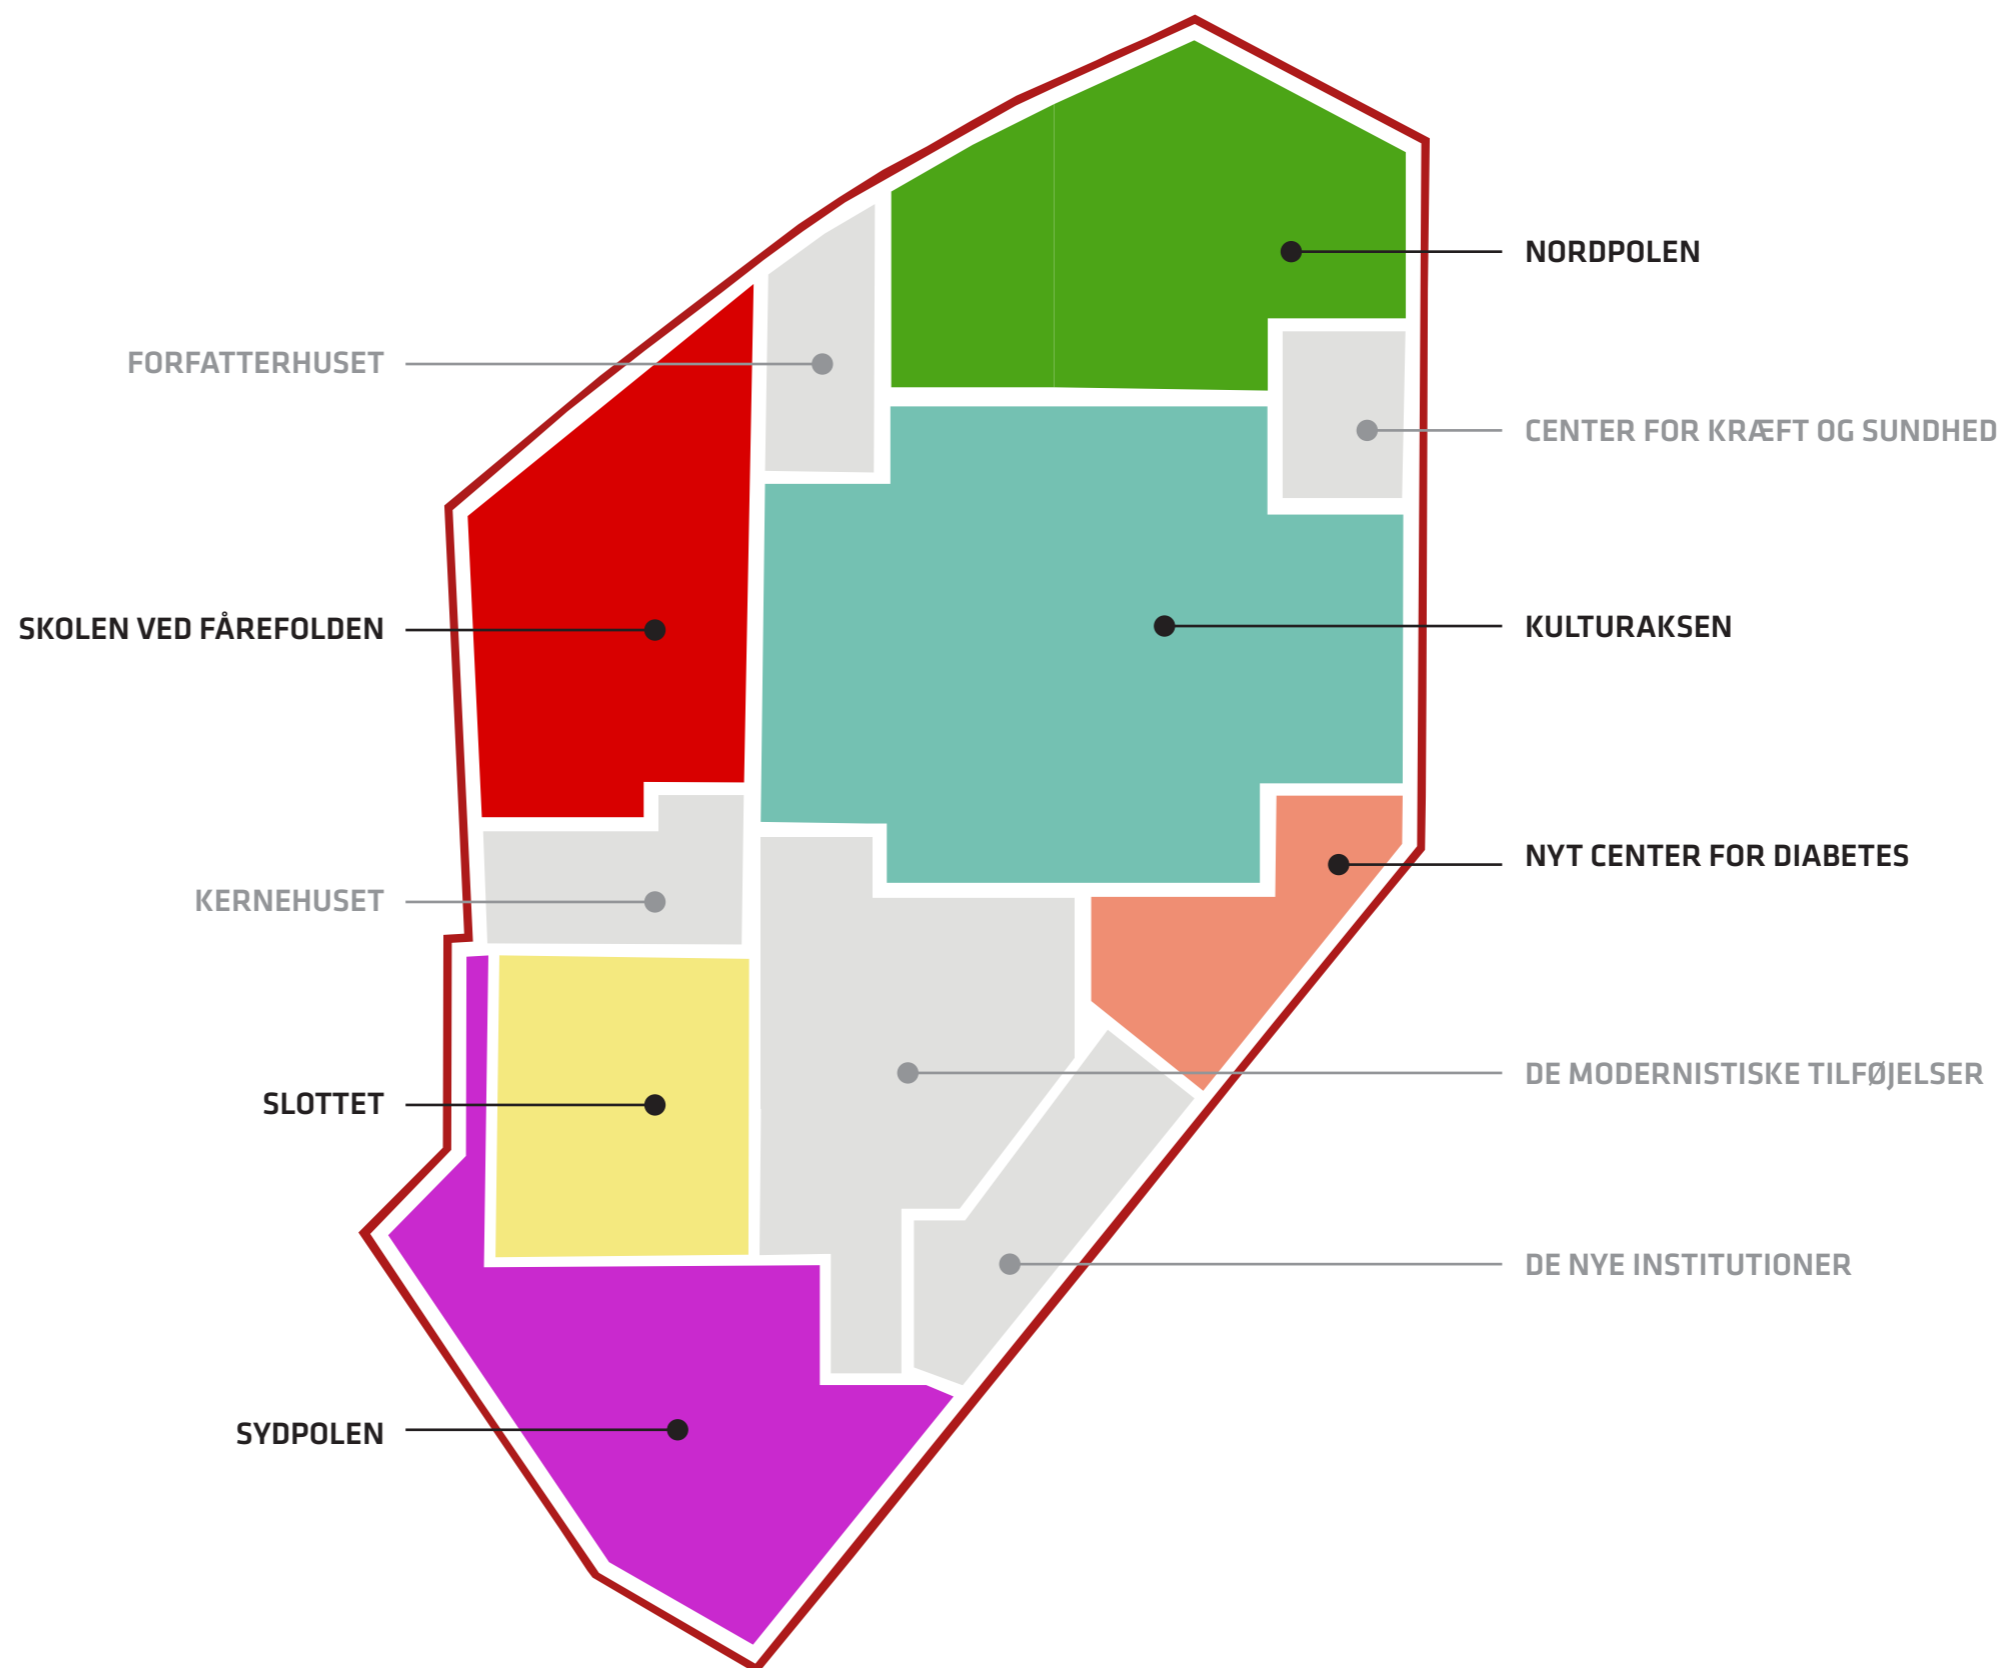 NORDPOLEN
FORFATTERHUSET
CENTER FOR KRÆFT OG SUNDHED
SKOLEN VED FÅREFOLDEN
KULTURAKSEN
NYT CENTER FOR DIABETES
KERNEHUSET
DE MODERNISTISKE TILFØJELSER
SLOTTET
DE NYE INSTITUTIONER
SYDPOLEN